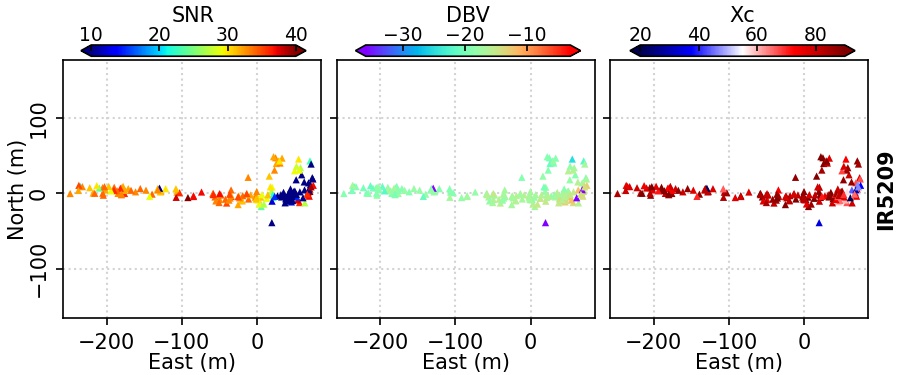 SNR DBV Xc
10 20 30 40 −30 −20 −10 20 40 60 80
North (m)
100
0
−100
IR5209
−200 −100 0 −200 −100 0 −200 −100 0
East (m) East (m) East (m)